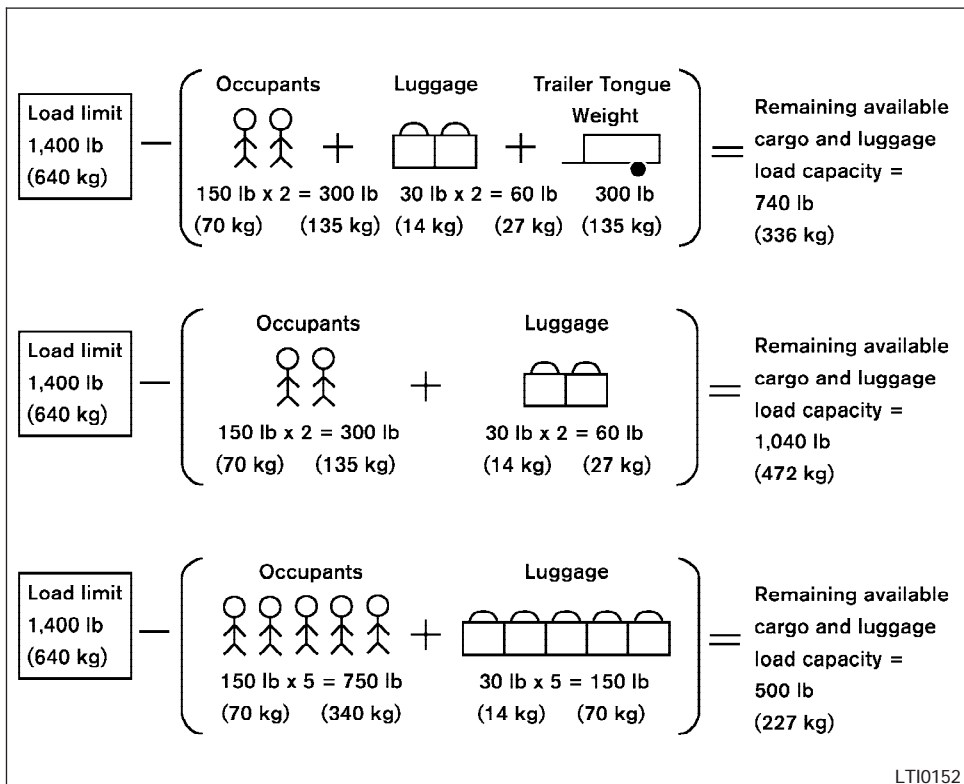 Occupants Luggage Trailer Tongue
Weight
Load limit
1,400 lb
(640 kg)
— + + =
150 lb x 2 = 300 lb 30 lb x 2 = 60 lb 300 lb
(70 kg) (135 kg) (14 kg) (27 kg) (135 kg)
Remaining available
cargo and luggage
load capacity =
740 lb
(336 kg)
Occupants Luggage
Load limit
1,400 lb
(640 kg)
— + =
150 lb x 2 = 300 lb 30 lb x 2 = 60 lb
(70 kg) (135 kg) (14 kg) (27 kg)
Remaining available
cargo and luggage
load capacity =
1,040 lb
(472 kg)
Occupants Luggage
Load limit
1,400 lb
(640 kg)
— + =
150 lb x 5 = 750 lb 30 lb x 5 = 150 lb
(70 kg) (340 kg) (14 kg) (70 kg)
Remaining available
cargo and luggage
load capacity =
500 lb
(227 kg)
LTI0152